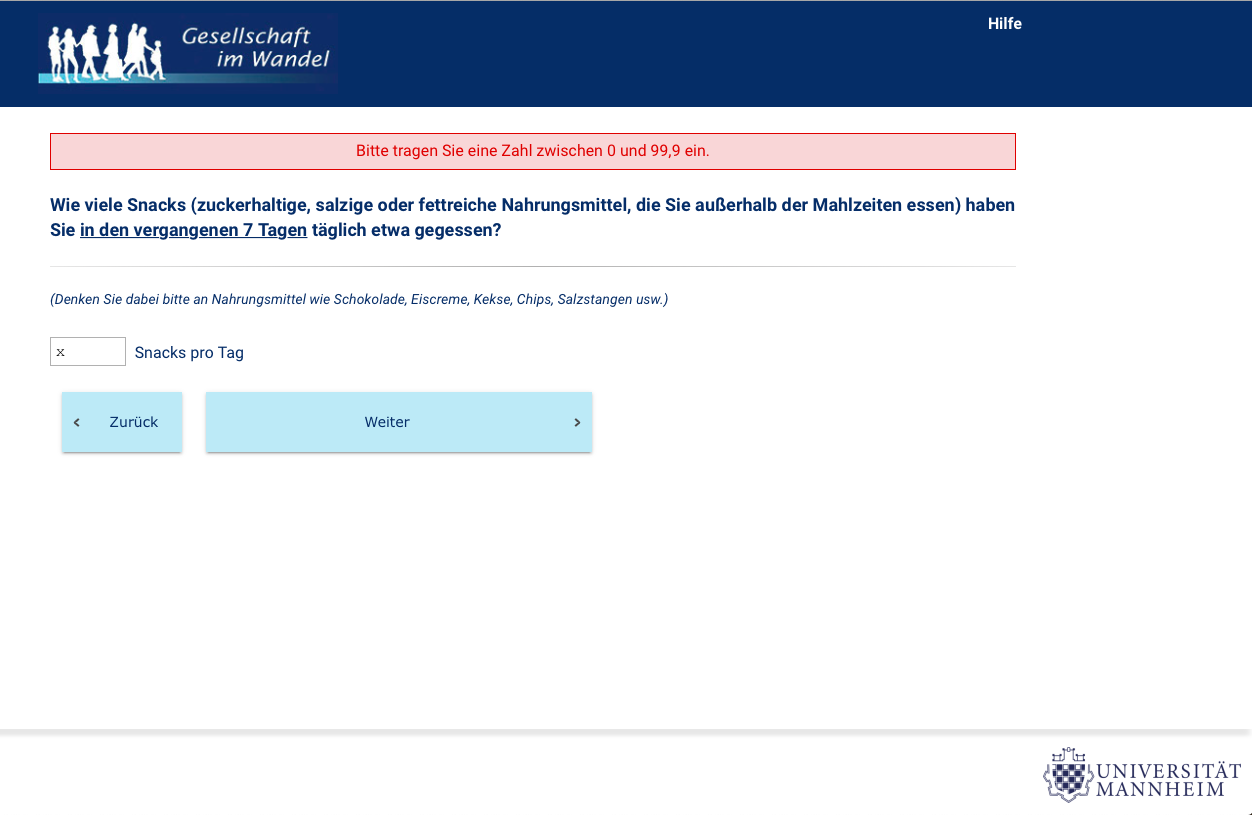 Gesellschaft
im Wandel
Hilfe
Bitte tragen Sie eine Zahl zwischen 0 und 99,9 ein.
Wie viele Snacks (zuckerhaltige, salzige oder fettreiche Nahrungsmittel, die Sie außerhalb der Mahlzeiten essen) haben
Sie in den vergangenen 7 Tagen täglich etwa gegessen?
(Denken Sie dabei bitte an Nahrungsmittel wie Schokolade, Eiscreme, Kekse, Chips, Salzstangen usw.)
x Snacks pro Tag
‹ Zurück Weiter ›
UNIVERSITÄT
MANNHEIM